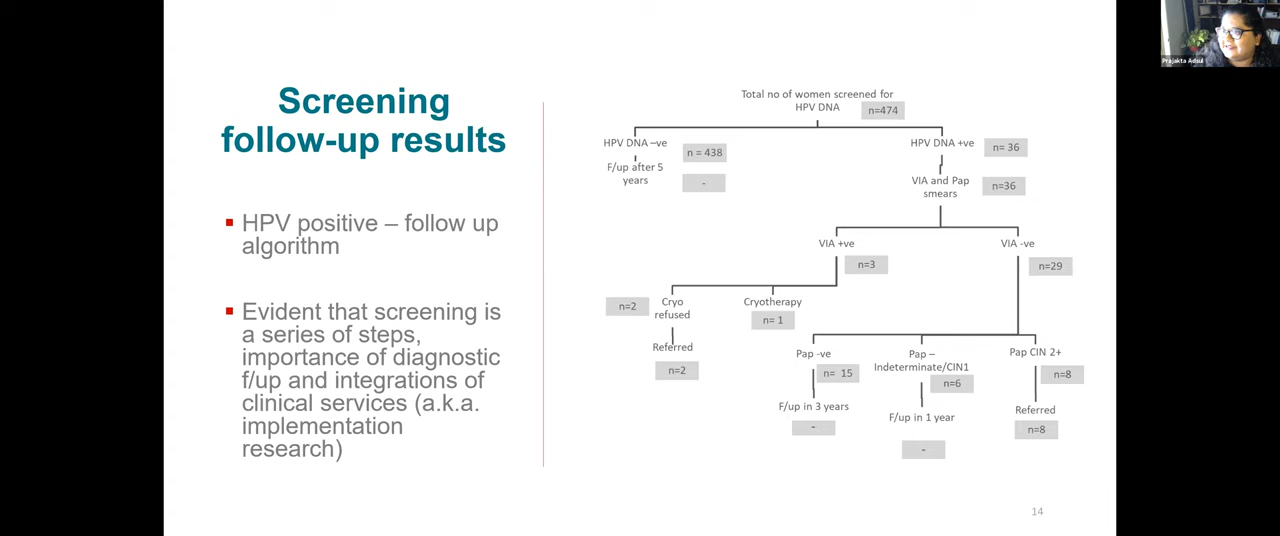 Prajakta Adsul
Screening
follow-up results
HPV positive – follow up
algorithm
Evident that screening is
a series of steps,
importance of diagnostic
f/up and integrations of
clinical services (a.k.a.
implementation
research)
Total no of women screened for
HPV DNA
n=474
HPV DNA –ve
n = 438
HPV DNA +ve
n= 36
F/up after 5
years
-
VIA and Pap
smears
n=36
VIA +ve
n=3
VIA -ve
n=29
n=2
Cryo
refused
Cryotherapy
n= 1
Referred
n=2
Pap -ve
n= 15
Pap –
Indeterminate/CIN1
n=6
Pap CIN 2+
n=8
F/up in 3 years
-
F/up in 1 year
-
Referred
n=8
14